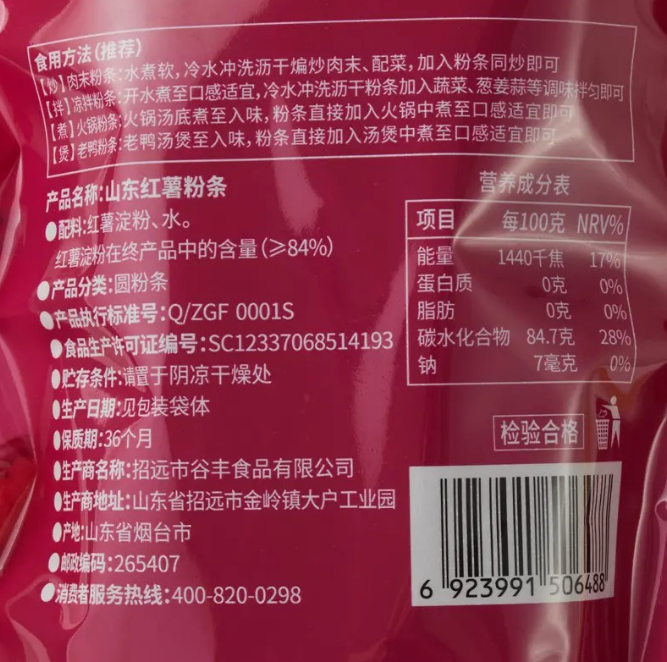 食用方法(推荐)
【炒】肉末粉条:水煮软,冷水冲洗沥干煸炒肉末、配菜,加入粉条同炒即可
【拌】凉拌粉条:开水煮至口感适宜,冷水冲洗沥干粉条加入蔬菜、葱姜蒜等调味拌匀即可
【煮】火锅粉条:火锅汤底煮至入味,粉条直接加入火锅中煮至口感适宜即可
【煲】老鸭粉条:老鸭汤煲至入味,粉条直接加入汤煲中煮至口感适宜即可
产品名称:山东红薯粉条
●配料:红薯淀粉、水。
红薯淀粉在终产品中的含量(≥84%)
●产品分类:圆粉条
●产品执行标准号:Q/ZGF 0001S
●食品生产许可证编号:SC12337068514193
●贮存条件:请置于阴凉干燥处
●生产日期:见包装袋体
●保质期:36个月
●生产商名称:招远市谷丰食品有限公司
●生产商地址:山东省招远市金岭镇大户工业园
●产地:山东省烟台市
●邮政编码:265407
●消费者服务热线:400-820-0298
营养成分表
项目 每100克 NRV%
能量 1440千焦 17%
蛋白质 0克 0%
脂肪 0克 0%
碳水化合物 84.7克 28%
钠 7毫克 0%
检验合格
6 923991 506488